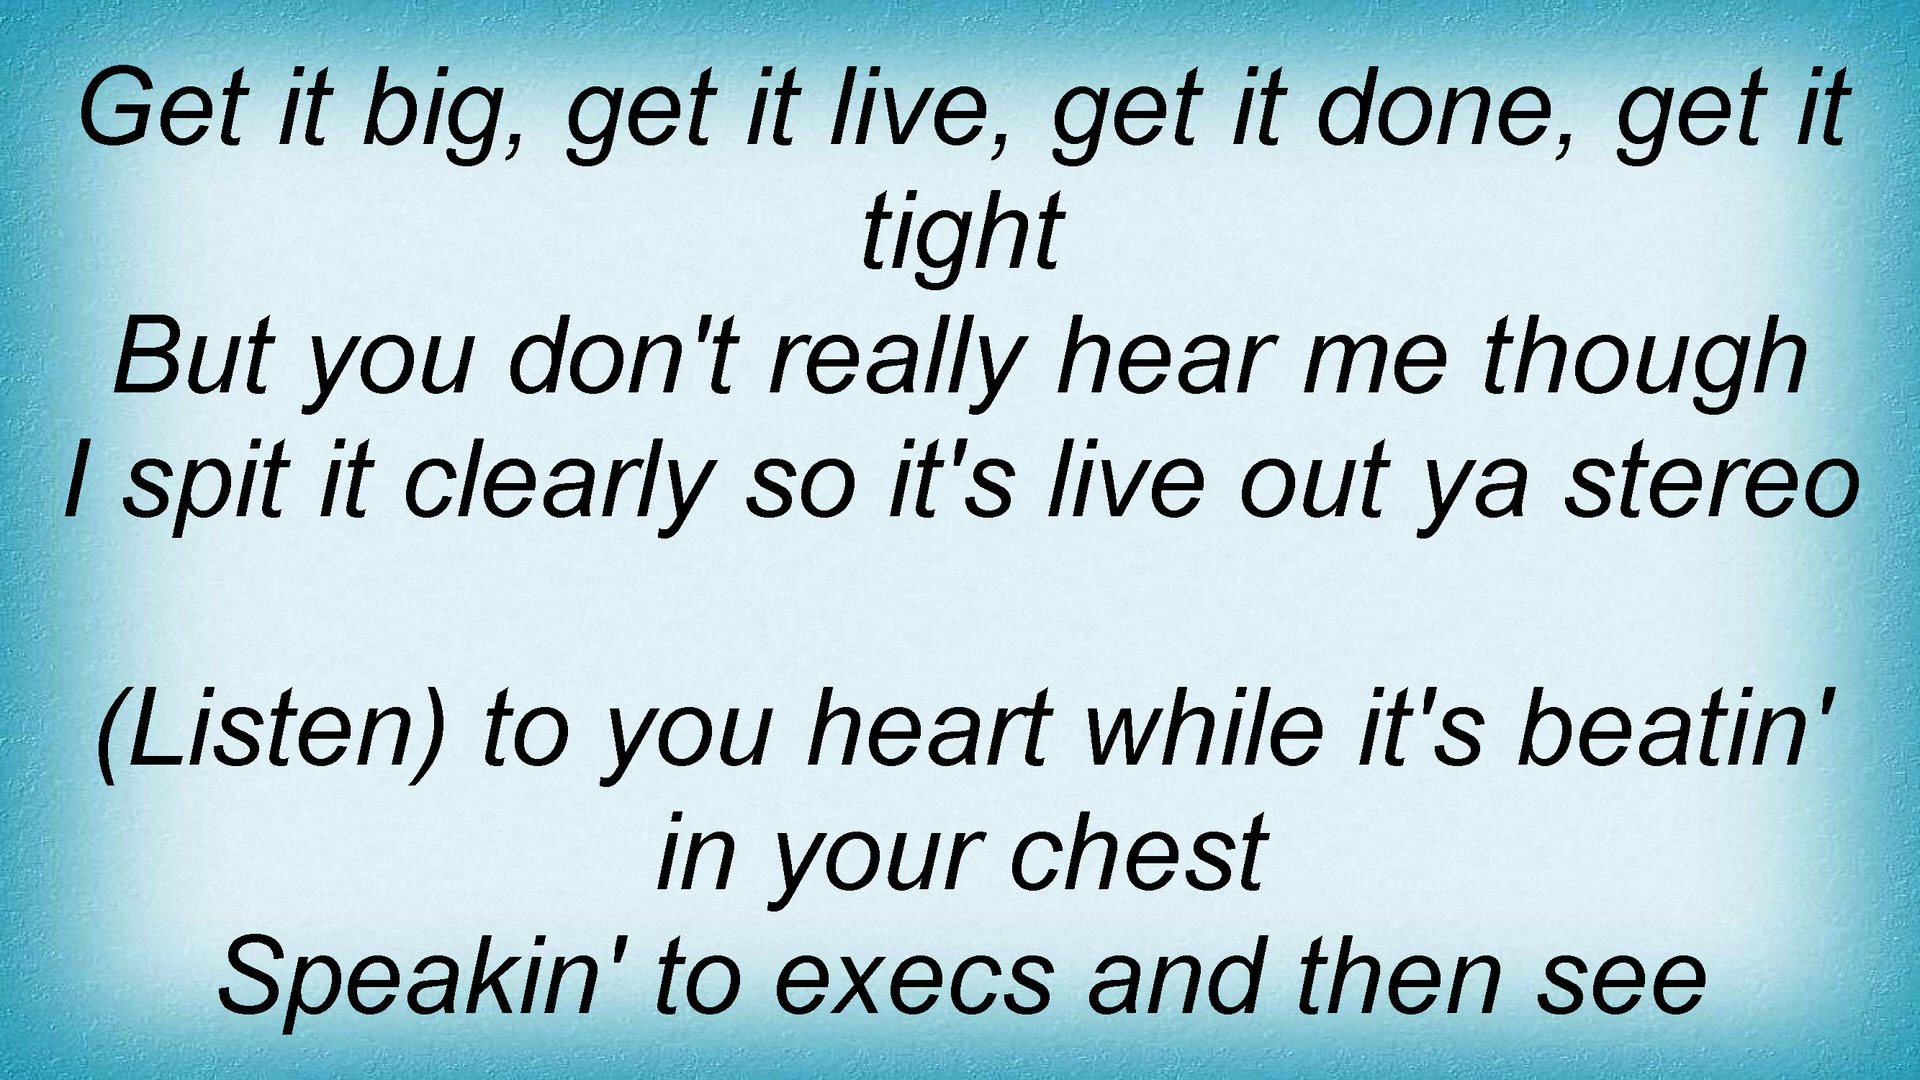 Get it big, get it live, get it done, get it
tight
But you don't really hear me though
I spit it clearly so it's live out ya stereo
(Listen) to you heart while it's beatin'
in your chest
Speakin' to execs and then see